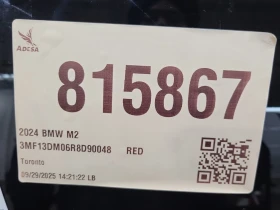 ADESA
815867
2024 BMW M2
3MF13DM06R8D90048 RED
Toronto
09/29/2025 14:21:22 LB